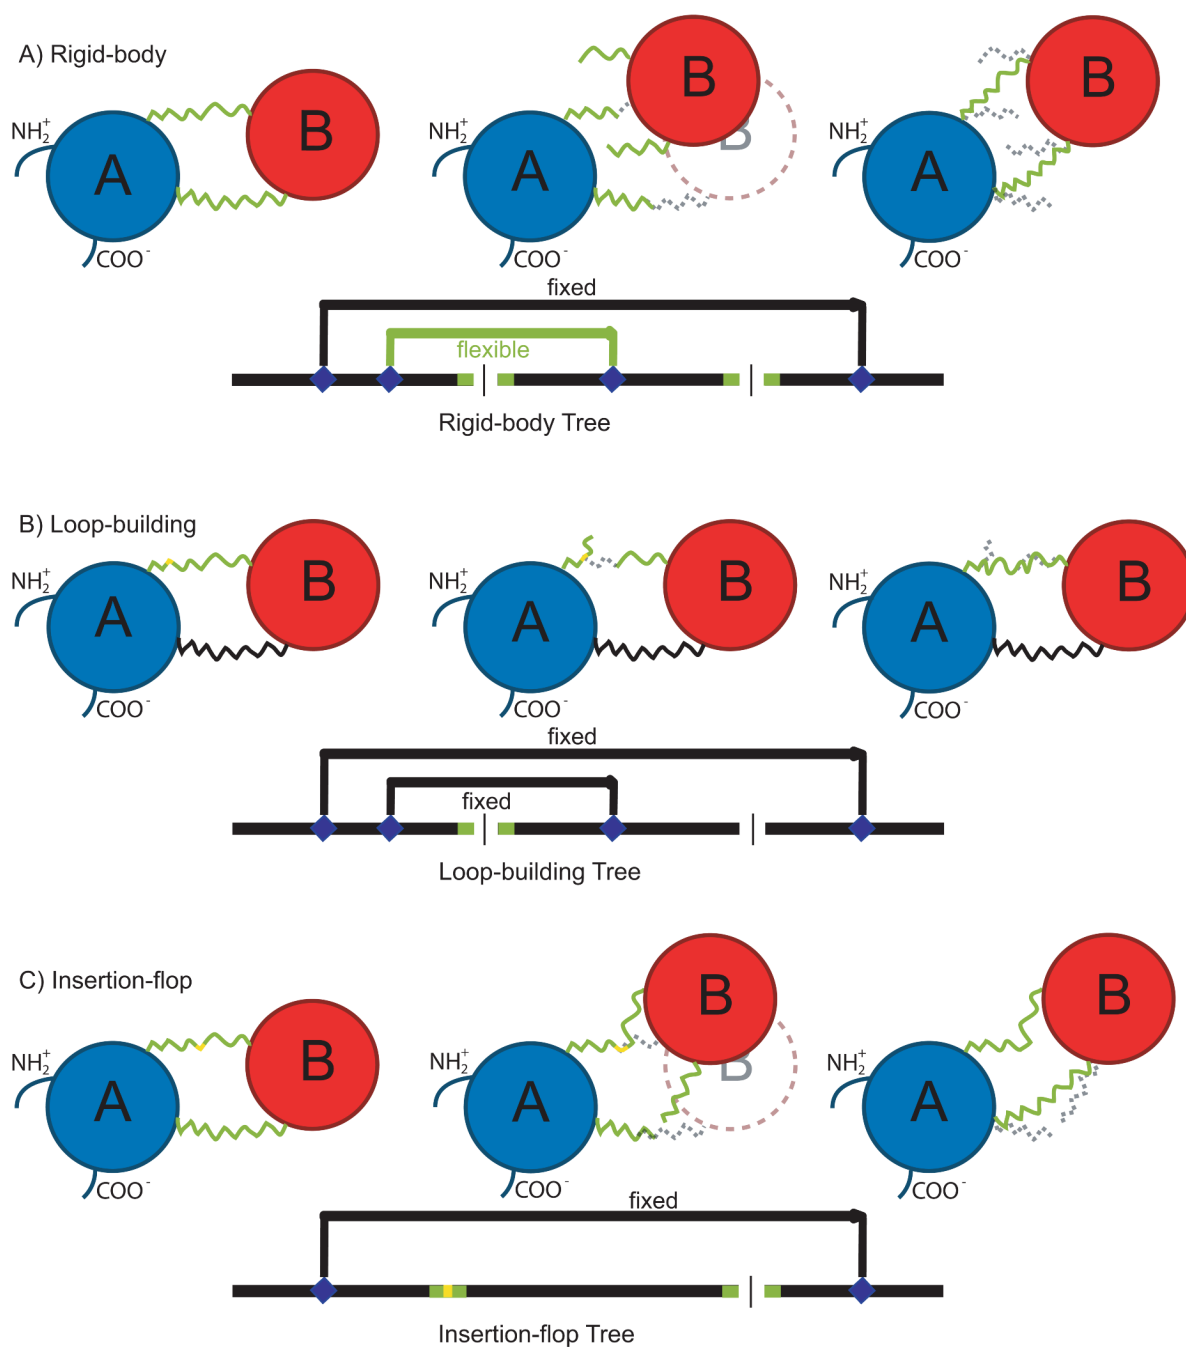 A) Rigid-body
NH2+ A COO- B
NH2+ A COO- B B
NH2+ A COO- B
fixed
flexible
Rigid-body Tree
B) Loop-building
NH2+ A COO- B
NH2+ A COO- B
NH2+ A COO- B
fixed
fixed
Loop-building Tree
C) Insertion-flop
NH2+ A COO- B
NH2+ A COO- B B
NH2+ A COO- B
fixed
Insertion-flop Tree